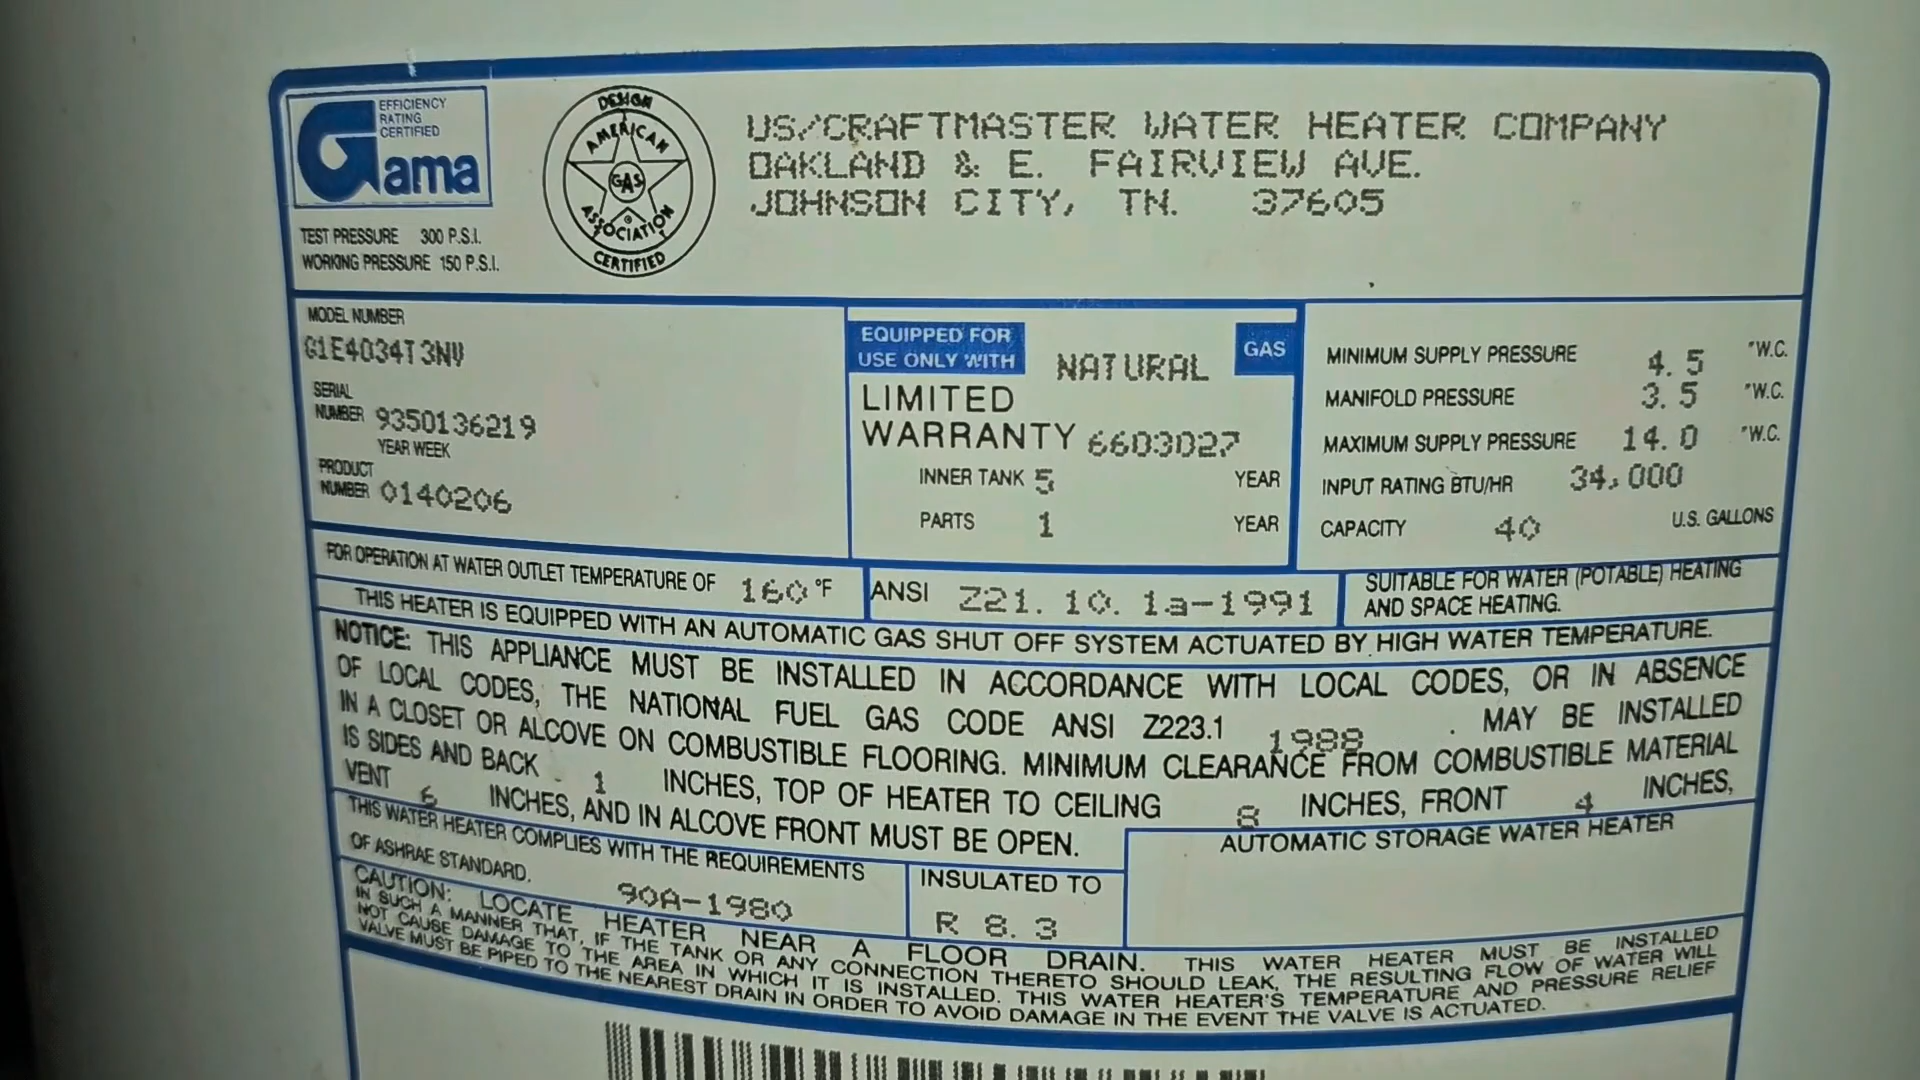 EFFICIENCY
RATING
CERTIFIED
Gama
TEST PRESSURE 300 P.S.I.
WORKING PRESSURE 150 P.S.I.
DESIGN
AMERICAN
GAS
ASSOCIATION
CERTIFIED
US/CRAFTMASTER WATER HEATER COMPANY
OAKLAND & E. FAIRVIEW AVE.
JOHNSON CITY, TN. 37605
MODEL NUMBER
G1E4034T3NV
SERIAL
NUMBER 9350136219
YEAR WEEK
PRODUCT
NUMBER 0140206
EQUIPPED FOR
USE ONLY WITH NATURAL GAS
LIMITED
WARRANTY 6603027
INNER TANK 5 YEAR
PARTS 1 YEAR
MINIMUM SUPPLY PRESSURE 4.5 "W.C.
MANIFOLD PRESSURE 3.5 "W.C.
MAXIMUM SUPPLY PRESSURE 14.0 "W.C.
INPUT RATING BTU/HR 34,000
CAPACITY 40 U.S. GALLONS
FOR OPERATION AT WATER OUTLET TEMPERATURE OF 160 °F
ANSI Z21.10.1a-1991
SUITABLE FOR WATER (POTABLE) HEATING
AND SPACE HEATING.
THIS HEATER IS EQUIPPED WITH AN AUTOMATIC GAS SHUT OFF SYSTEM ACTUATED BY HIGH WATER TEMPERATURE.
NOTICE: THIS APPLIANCE MUST BE INSTALLED IN ACCORDANCE WITH LOCAL CODES, OR IN ABSENCE
OF LOCAL CODES, THE NATIONAL FUEL GAS CODE ANSI Z223.1 1988. MAY BE INSTALLED
IN A CLOSET OR ALCOVE ON COMBUSTIBLE FLOORING. MINIMUM CLEARANCE FROM COMBUSTIBLE MATERIAL
IS SIDES AND BACK 1 INCHES, TOP OF HEATER TO CEILING 8 INCHES, FRONT 4 INCHES,
VENT 6 INCHES, AND IN ALCOVE FRONT MUST BE OPEN.
THIS WATER HEATER COMPLIES WITH THE REQUIREMENTS
OF ASHRAE STANDARD. 90A-1980
INSULATED TO
R 8.3
AUTOMATIC STORAGE WATER HEATER
CAUTION: LOCATE HEATER NEAR A FLOOR DRAIN. THIS WATER HEATER MUST BE INSTALLED
IN SUCH A MANNER THAT, IF THE TANK OR ANY CONNECTION THERETO SHOULD LEAK, THE RESULTING FLOW OF WATER WILL
NOT CAUSE DAMAGE TO THE AREA IN WHICH IT IS INSTALLED. THIS WATER HEATER'S TEMPERATURE AND PRESSURE RELIEF
VALVE MUST BE PIPED TO THE NEAREST DRAIN IN ORDER TO AVOID DAMAGE IN THE EVENT THE VALVE IS ACTUATED.